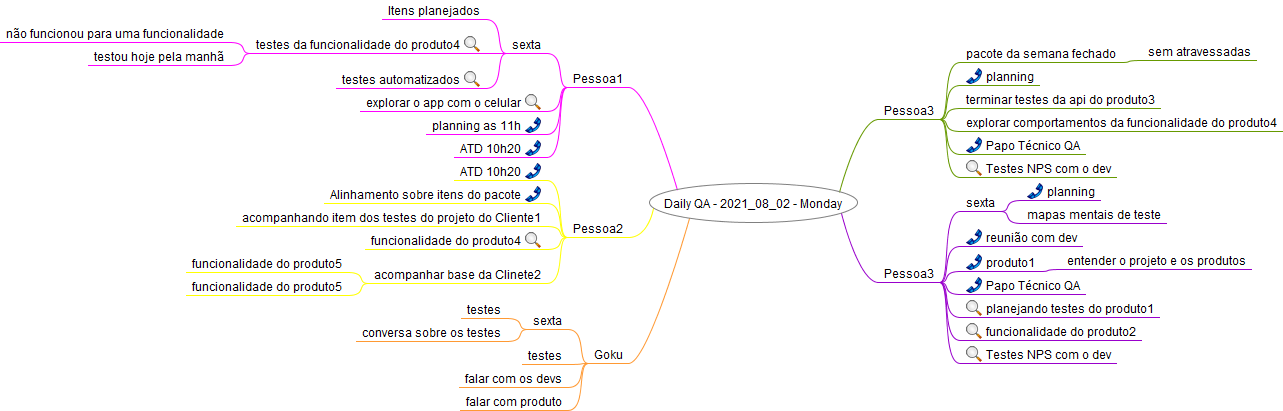 Daily QA - 2021_08_02 - Monday
Pessoa1
sexta
Itens planejados
testes da funcionalidade do produto4
não funcionou para uma funcionalidade
testou hoje pela manhã
testes automatizados
explorar o app com o celular
planning as 11h
ATD 10h20
Pessoa2
ATD 10h20
Alinhamento sobre itens do pacote
acompanhando item dos testes do projeto do Cliente1
funcionalidade do produto4
acompanhar base da Clinete2
funcionalidade do produto5
funcionalidade do produto5
Goku
sexta
testes
conversa sobre os testes
testes
falar com os devs
falar com produto
Pessoa3
pacote da semana fechado
sem atravessadas
planning
terminar testes da api do produto3
explorar comportamentos da funcionalidade do produto4
Papo Técnico QA
Testes NPS com o dev
Pessoa3
sexta
planning
mapas mentais de teste
reunião com dev
produto1
entender o projeto e os produtos
Papo Técnico QA
planejando testes do produto1
funcionalidade do produto2
Testes NPS com o dev